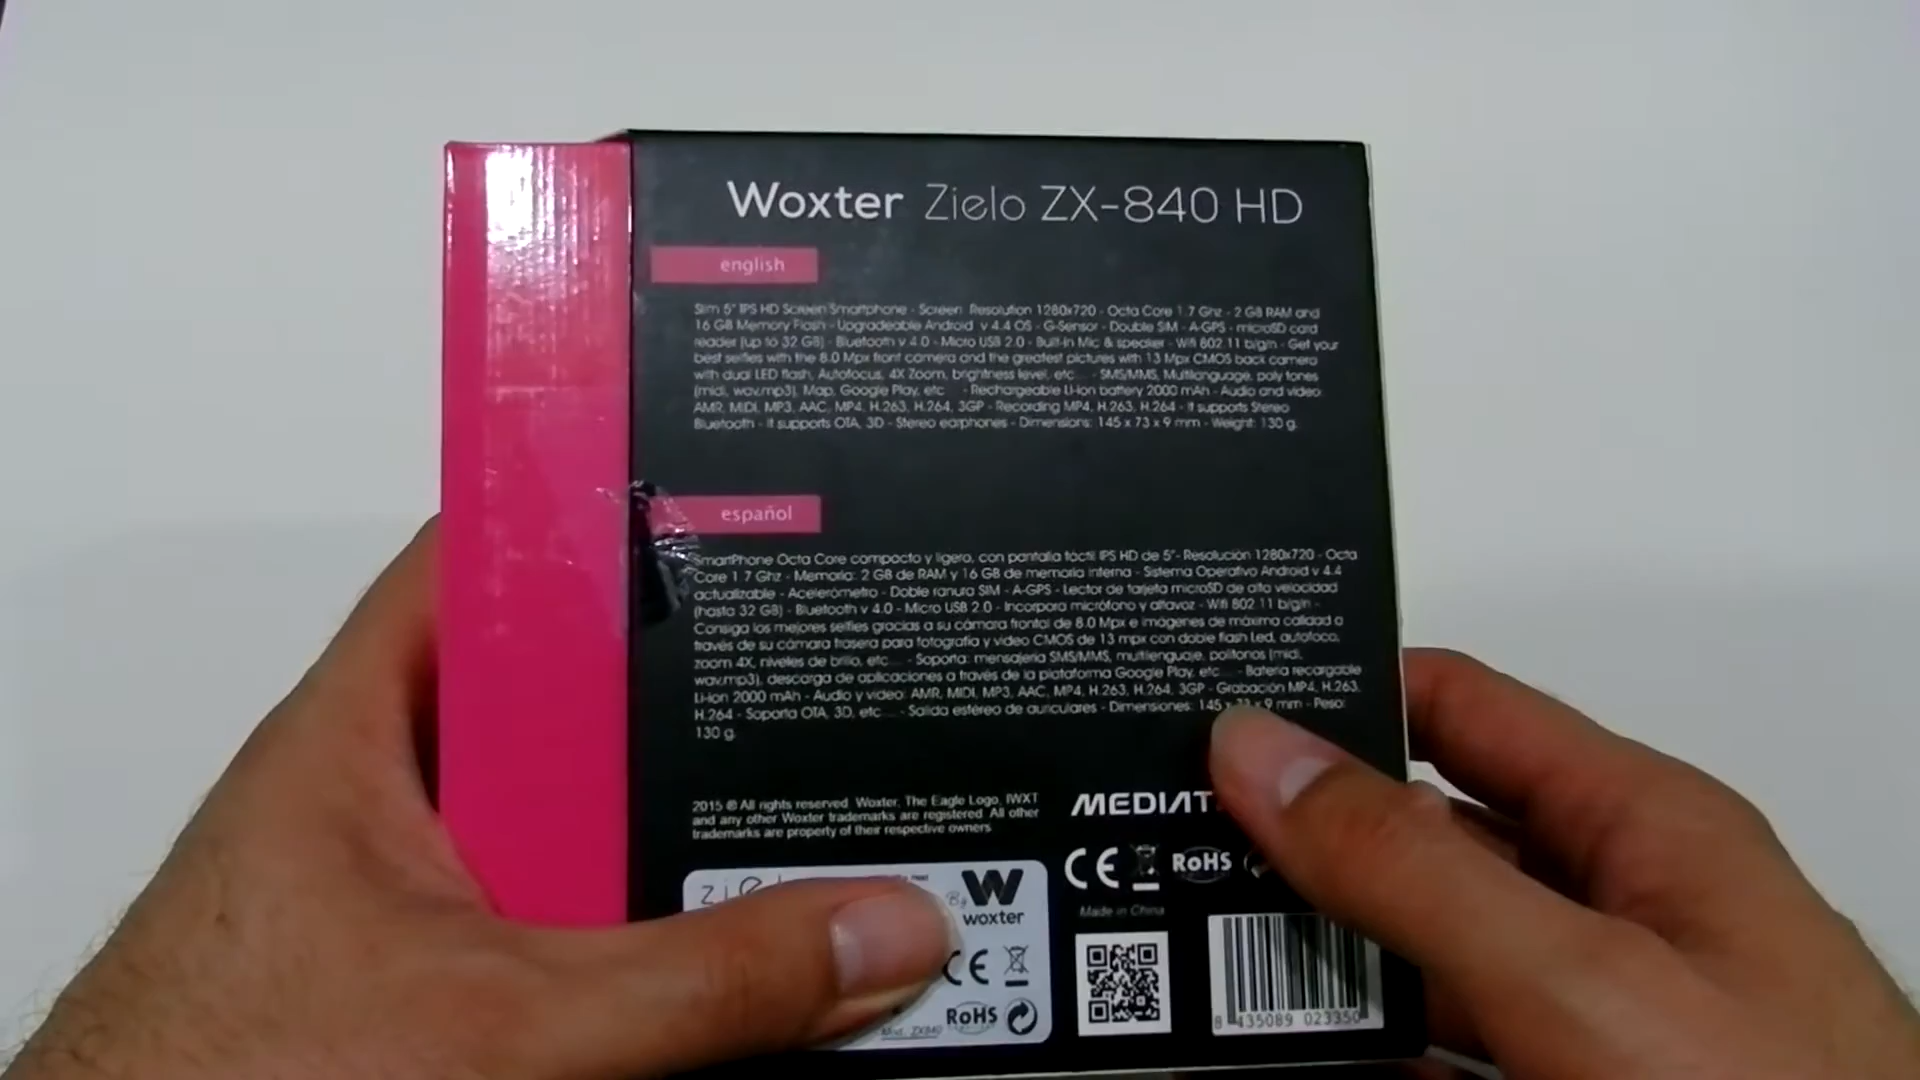 Woxter Zielo ZX-840 HD
english
Slim 5" IPS HD Screen Smartphone - Screen Resolution 1280x720 - Octa Core 1.7 Ghz - 2 GB RAM and
16 GB Memory Flash - Upgradeable Android v 4.4 OS - G-Sensor - Double SIM - A-GPS - microSD card
reader (up to 32 GB) - Bluetooth v 4.0 - Micro USB 2.0 - Built-in Mic & speaker - Wifi 802.11 b/g/n - Get your
best selfies with the 8.0 Mpx front camera and the greatest pictures with 13 Mpx CMOS back camera
with dual LED flash, Autofocus, 4X Zoom, brightness level, etc... - SMS/MMS, Multilanguage, poly tones
(midi, wav,mp3), Map, Google Play, etc... - Rechargeable Li-Ion battery 2000 mAh - Audio and video:
AMR, MIDI, MP3, AAC, MP4, H.263, H.264, 3GP - Recording MP4, H.263, H.264 - It supports Stereo
Bluetooth - It supports OTA, 3D - Stereo earphones - Dimensions: 145 x 73 x 9 mm - Weight: 130 g.
español
SmartPhone Octa Core compacto y ligero, con pantalla táctil IPS HD de 5"- Resolución 1280x720 - Octa
Core 1.7 Ghz - Memoria: 2 GB de RAM y 16 GB de memoria interna - Sistema Operativo Android v 4.4
actualizable - Acelerómetro - Doble ranura SIM - A-GPS - Lector de tarjeta microSD de alta velocidad
(hasta 32 GB) - Bluetooth v 4.0 - Micro USB 2.0 - Incorpora micrófono y altavoz - Wifi 802.11 b/g/n -
Consiga los mejores selfies gracias a su cámara frontal de 8.0 Mpx e imágenes de máxima calidad a
través de su cámara trasera para fotografía y video CMOS de 13 mpx con doble flash Led, autofoco,
zoom 4X, niveles de brillo, etc... - Soporta: mensajería SMS/MMS, multilenguaje, politonos (midi,
wav,mp3), descarga de aplicaciones a través de la plataforma Google Play, etc... - Batería recargable
Li-Ion 2000 mAh - Audio y video: AMR, MIDI, MP3, AAC, MP4, H.263, H.264, 3GP - Grabación MP4, H.263,
H.264 - Soporta OTA, 3D, etc... - Salida estéreo de auriculares - Dimensiones: 145 x 73 x 9 mm - Peso:
130 g.
2015 ® All rights reserved. Woxter, The Eagle Logo, IWXT
and any other Woxter trademarks are registered. All other
trademarks are property of their respective owners
MEDIAT
CE RoHS
Made in China
By W
woxter
CE
Mod.: ZX840 RoHS
8 435089 023350